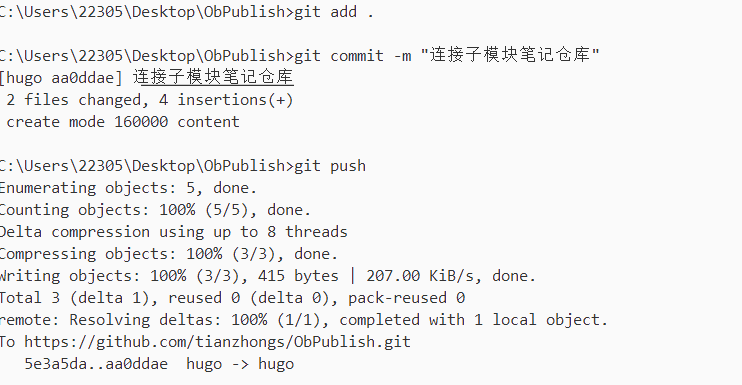 C:\Users\22305\Desktop\ObPublish>git add .
C:\Users\22305\Desktop\ObPublish>git commit -m "连接子模块笔记仓库"
[hugo aa0ddae] 连接子模块笔记仓库
2 files changed, 4 insertions(+)
create mode 160000 content
C:\Users\22305\Desktop\ObPublish>git push
Enumerating objects: 5, done.
Counting objects: 100% (5/5), done.
Delta compression using up to 8 threads
Compressing objects: 100% (3/3), done.
Writing objects: 100% (3/3), 415 bytes | 207.00 KiB/s, done.
Total 3 (delta 1), reused 0 (delta 0), pack-reused 0
remote: Resolving deltas: 100% (1/1), completed with 1 local object.
To https://github.com/tianzhongs/ObPublish.git
5e3a5da..aa0ddae  hugo -> hugo